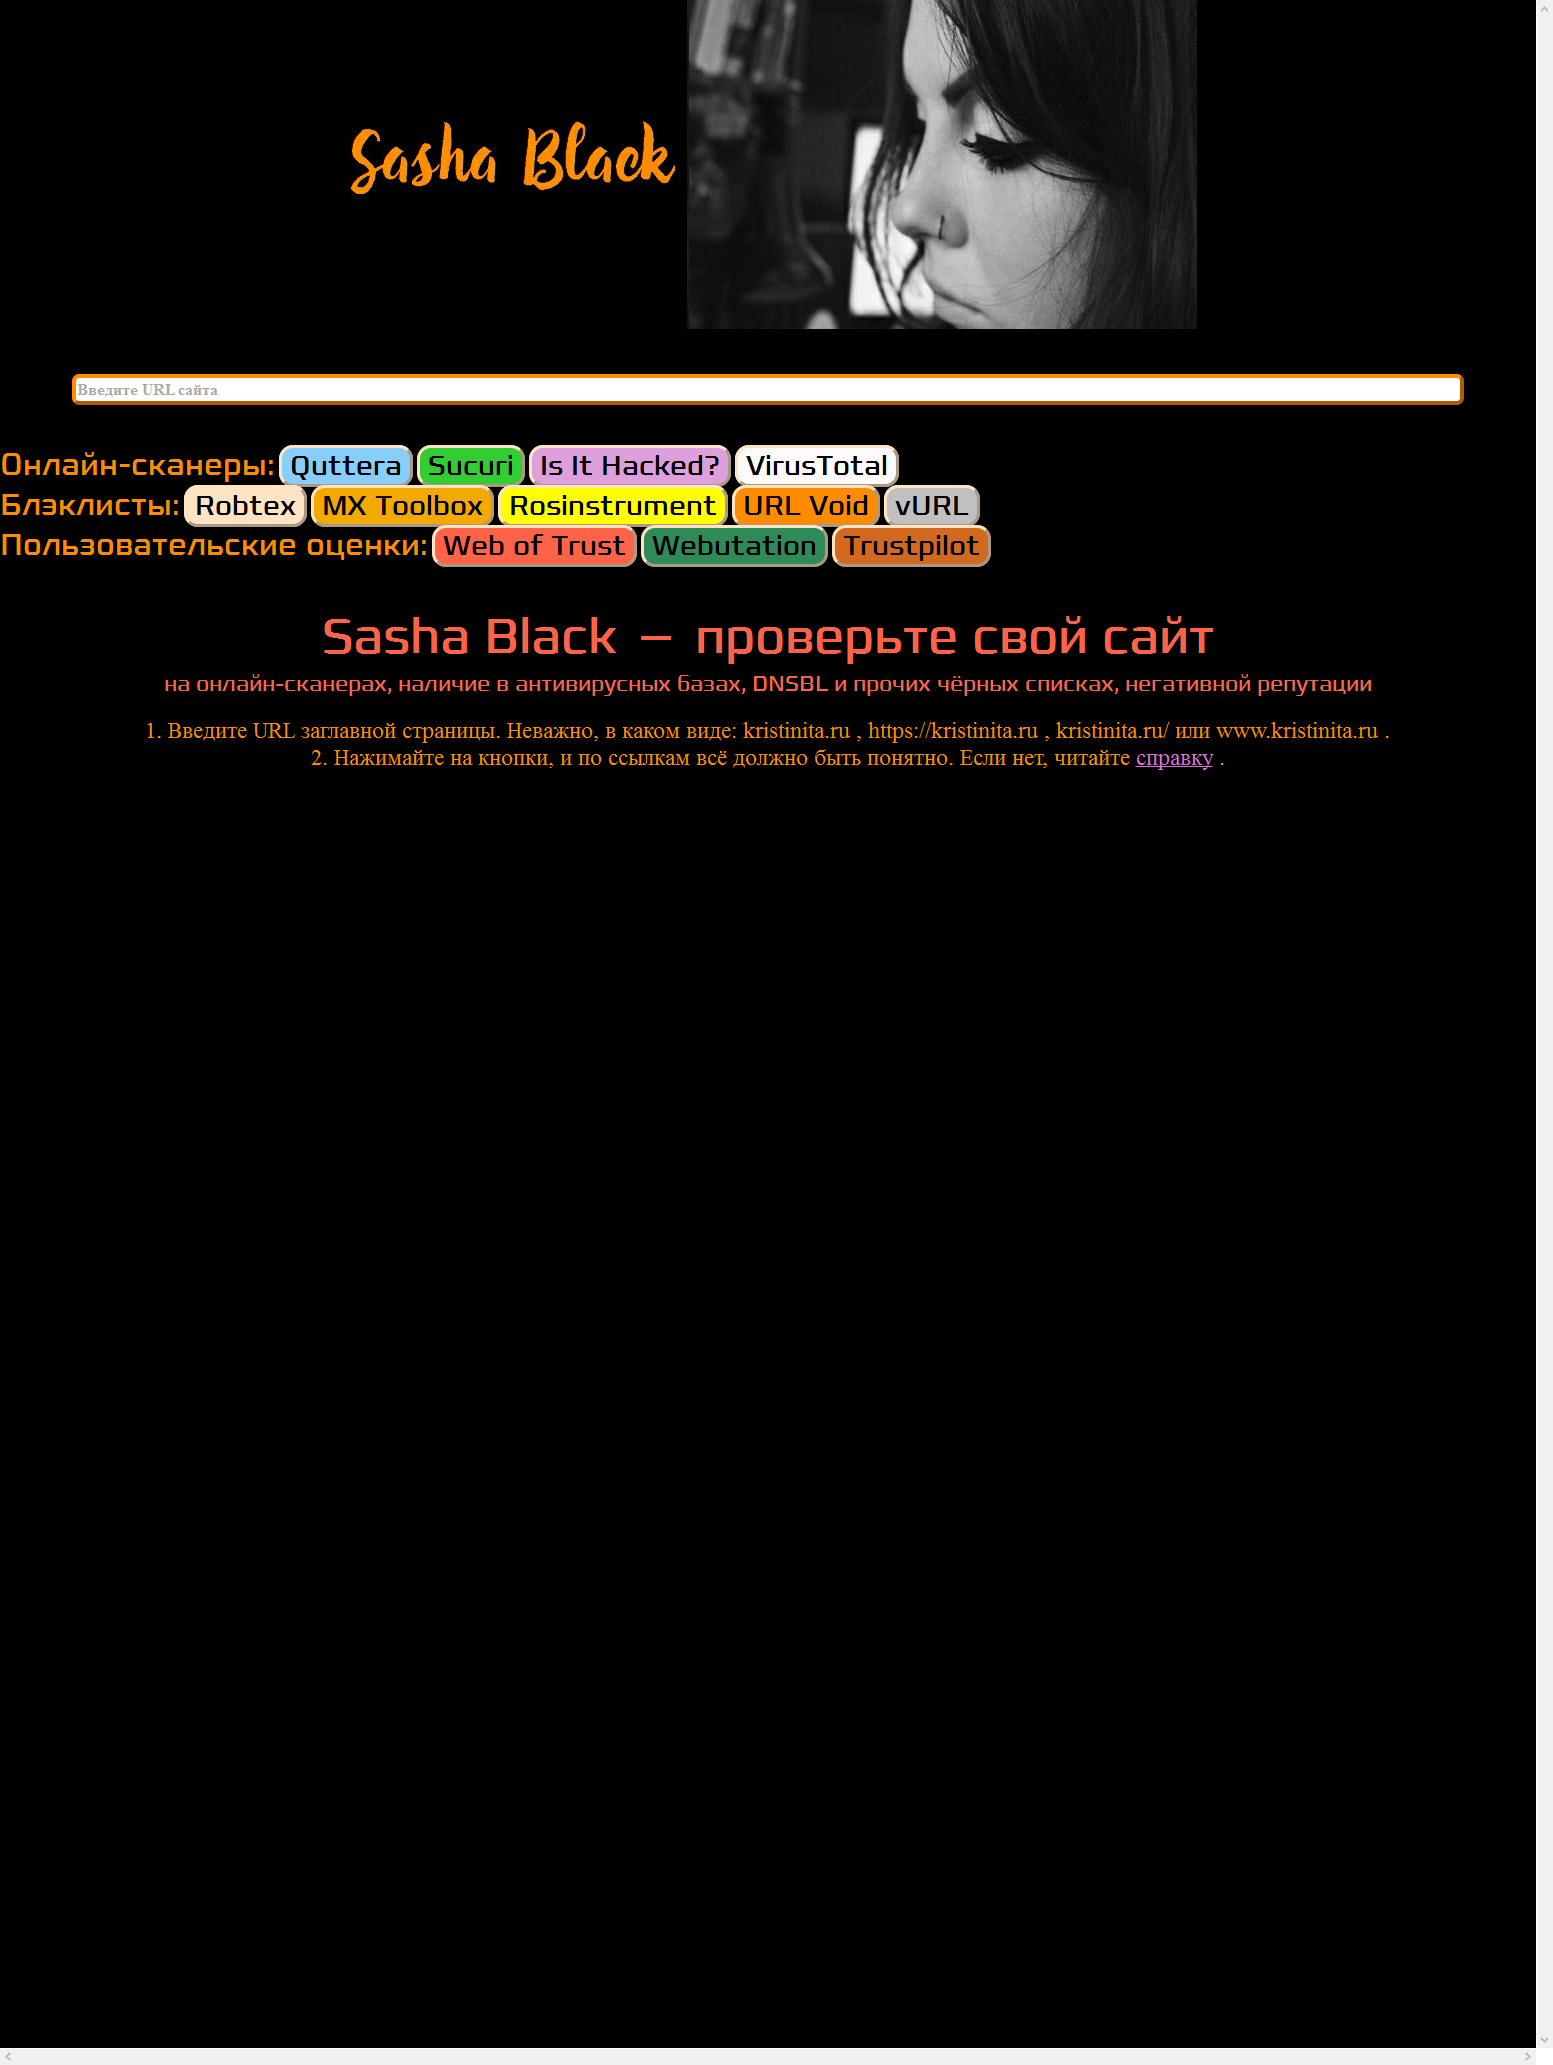 Sasha Black
Введите URL сайта
Онлайн-сканеры: Quttera Sucuri Is It Hacked? VirusTotal
Блэклисты: Robtex MX Toolbox Rosinstrument URL Void vURL
Пользовательские оценки: Web of Trust Webutation Trustpilot
Sasha Black — проверьте свой сайт
на онлайн-сканерах, наличие в антивирусных базах, DNSBL и прочих чёрных списках, негативной репутации
1. Введите URL заглавной страницы. Неважно, в каком виде: kristinita.ru , https://kristinita.ru , kristinita.ru/ или www.kristinita.ru .
2. Нажимайте на кнопки, и по ссылкам всё должно быть понятно. Если нет, читайте справку .